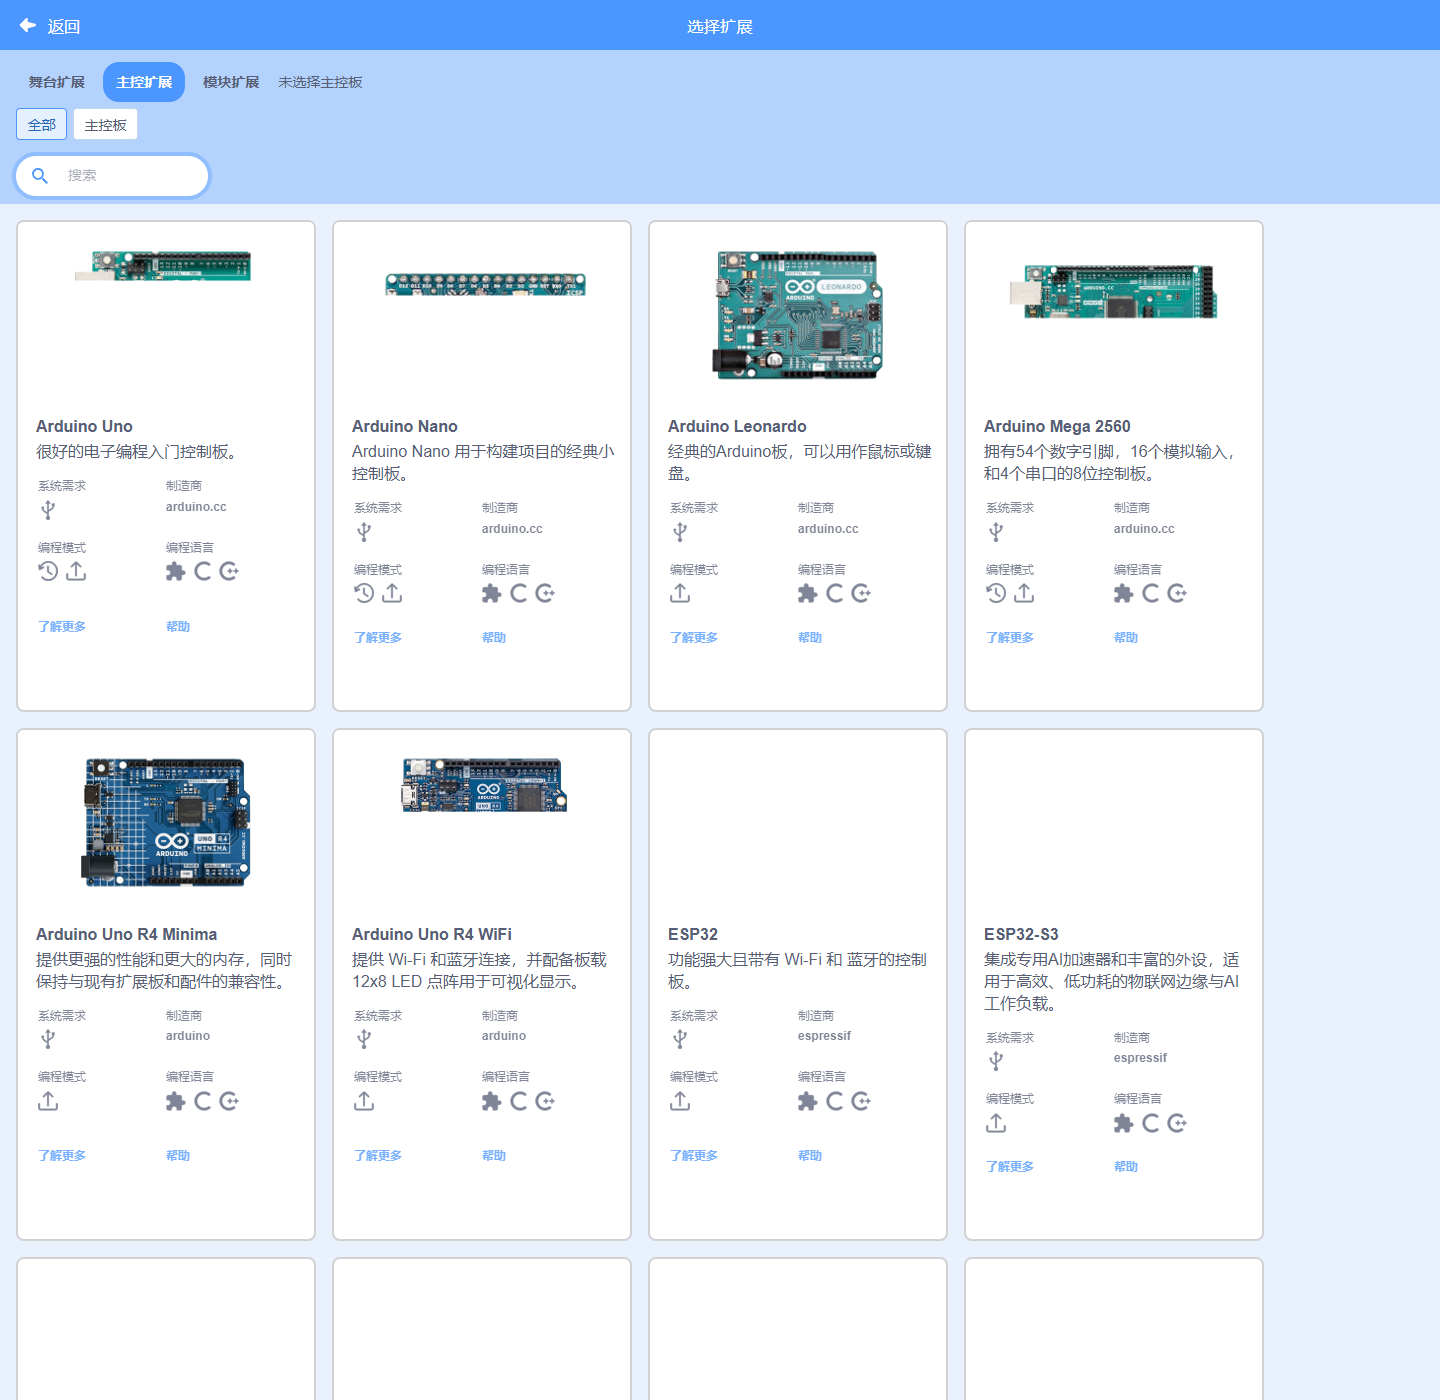 返回
选择扩展
舞台扩展 主控扩展 模块扩展 未选择主控板
全部 主控板
搜索
Arduino Uno
很好的电子编程入门控制板。
系统需求 制造商
arduino.cc
编程模式 编程语言
了解更多 帮助
Arduino Nano
Arduino Nano 用于构建项目的经典小
控制板。
系统需求 制造商
arduino.cc
编程模式 编程语言
了解更多 帮助
ARDUINO
LEONARDO
Arduino Leonardo
经典的Arduino板，可以用作鼠标或键
盘。
系统需求 制造商
arduino.cc
编程模式 编程语言
了解更多 帮助
ARDUINO.CC
Arduino Mega 2560
拥有54个数字引脚，16个模拟输入，
和4个串口的8位控制板。
系统需求 制造商
arduino.cc
编程模式 编程语言
了解更多 帮助
UNO R4
MINIMA
ARDUINO
Arduino Uno R4 Minima
提供更强的性能和更大的内存，同时
保持与现有扩展板和配件的兼容性。
系统需求 制造商
arduino
编程模式 编程语言
了解更多 帮助
ARDUINO
UNO R4
Arduino Uno R4 WiFi
提供 Wi-Fi 和蓝牙连接，并配备板载
12x8 LED 点阵用于可视化显示。
系统需求 制造商
arduino
编程模式 编程语言
了解更多 帮助
ESP32
功能强大且带有 Wi-Fi 和 蓝牙的控制
板。
系统需求 制造商
espressif
编程模式 编程语言
了解更多 帮助
ESP32-S3
集成专用AI加速器和丰富的外设，适
用于高效、低功耗的物联网边缘与AI
工作负载。
系统需求 制造商
espressif
编程模式 编程语言
了解更多 帮助